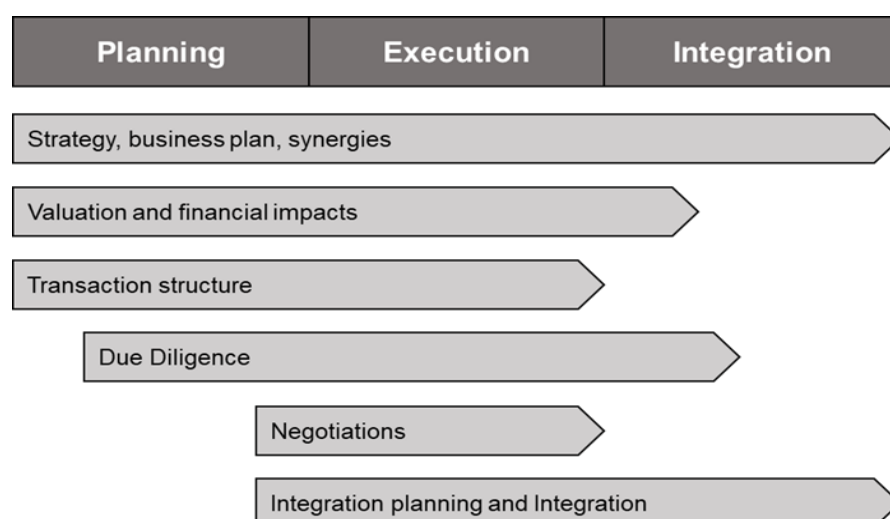 Planning Execution Integration
Strategy, business plan, synergies
Valuation and financial impacts
Transaction structure
Due Diligence
Negotiations
Integration planning and Integration